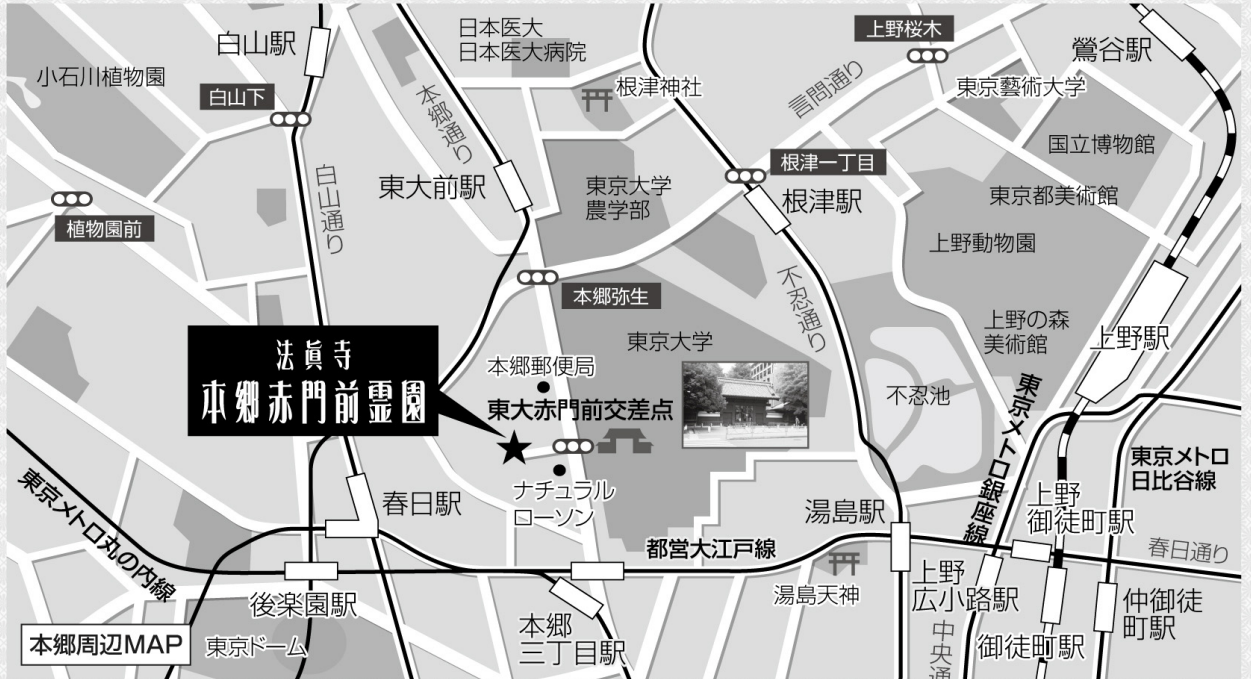 白山駅
日本医大
日本医大病院
上野桜木
鶯谷駅
小石川植物園
白山下
本郷通り
根津神社
言問通り
東京藝術大学
国立博物館
白山通り
東大前駅
東京大学
農学部
根津一丁目
根津駅
東京都美術館
植物園前
上野動物園
本郷弥生
不忍通り
法眞寺
本郷赤門前霊園
本郷郵便局
東京大学
上野の森
美術館
上野駅
東大赤門前交差点
不忍池
東京メトロ銀座線
東京メトロ
日比谷線
ナチュラル
ローソン
春日駅
湯島駅
上野
御徒町駅
東京メトロ丸の内線
都営大江戸線
春日通り
後楽園駅
湯島天神
上野
広小路駅
仲御徒
町駅
本郷
三丁目駅
御徒町駅
中央通
本郷周辺MAP
東京ドーム